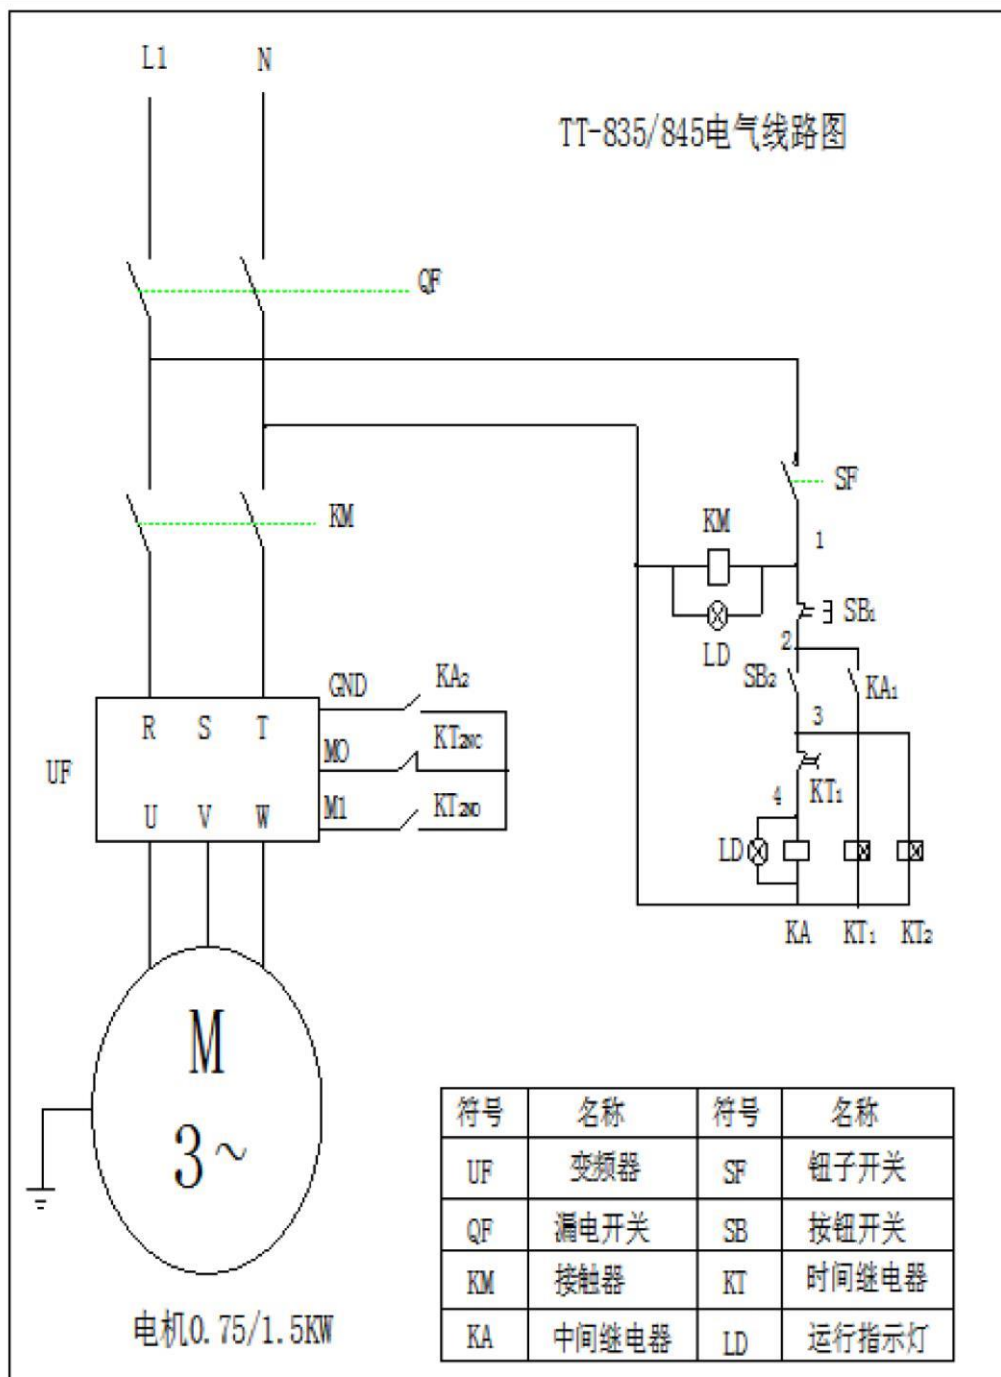 L1 N
TT-835/845电气线路图
QF
SF
KM
KM
1
SB₁
LD
2
SB₂
KA₁
GND
KA₂
3
R S T
MO
KT₂NC
UF
KT₁
4
U V W
M1
KT₂NO
LD
KA KT₁ KT₂
M
3~
符号 名称 符号 名称
UF 变频器 SF 钮子开关
QF 漏电开关 SB 按钮开关
KM 接触器 KT 时间继电器
KA 中间继电器 LD 运行指示灯
电机0.75/1.5KW